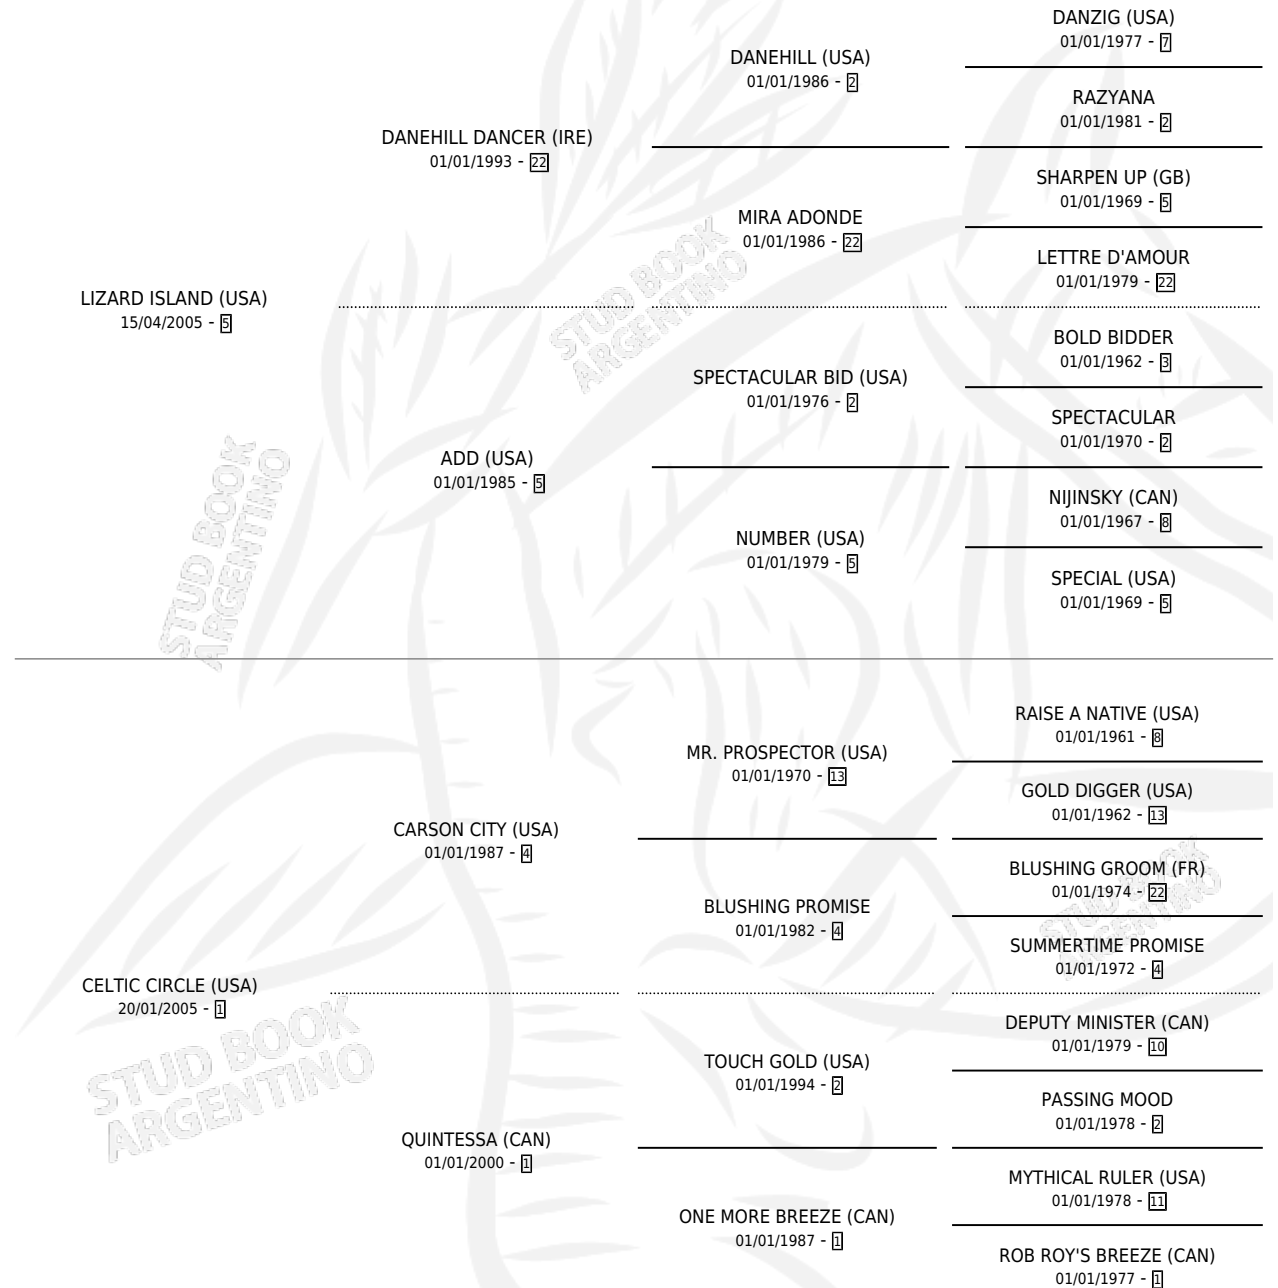 DANZIG (USA)
01/01/1977 - 7
DANEHILL (USA)
01/01/1986 - 2
RAZYANA
01/01/1981 - 2
DANEHILL DANCER (IRE)
01/01/1993 - 22
SHARPEN UP (GB)
01/01/1969 - 5
MIRA ADONDE
01/01/1986 - 22
LETTRE D'AMOUR
01/01/1979 - 22
LIZARD ISLAND (USA)
15/04/2005 - 5
BOLD BIDDER
01/01/1962 - 3
SPECTACULAR BID (USA)
01/01/1976 - 2
SPECTACULAR
01/01/1970 - 2
ADD (USA)
01/01/1985 - 5
NIJINSKY (CAN)
01/01/1967 - 8
NUMBER (USA)
01/01/1979 - 5
SPECIAL (USA)
01/01/1969 - 5
RAISE A NATIVE (USA)
01/01/1961 - 8
MR. PROSPECTOR (USA)
01/01/1970 - 13
GOLD DIGGER (USA)
01/01/1962 - 13
CARSON CITY (USA)
01/01/1987 - 4
BLUSHING GROOM (FR)
01/01/1974 - 22
BLUSHING PROMISE
01/01/1982 - 4
SUMMERTIME PROMISE
01/01/1972 - 4
CELTIC CIRCLE (USA)
20/01/2005 - 1
DEPUTY MINISTER (CAN)
01/01/1979 - 10
TOUCH GOLD (USA)
01/01/1994 - 2
PASSING MOOD
01/01/1978 - 2
QUINTESSA (CAN)
01/01/2000 - 1
MYTHICAL RULER (USA)
01/01/1978 - 11
ONE MORE BREEZE (CAN)
01/01/1987 - 1
ROB ROY'S BREEZE (CAN)
01/01/1977 - 1
STUD BOOK
ARGENTINO
STUD BOOK
ARGENTINO
STUD BOOK
ARGENTINO
STUD BOOK
ARGENTINO